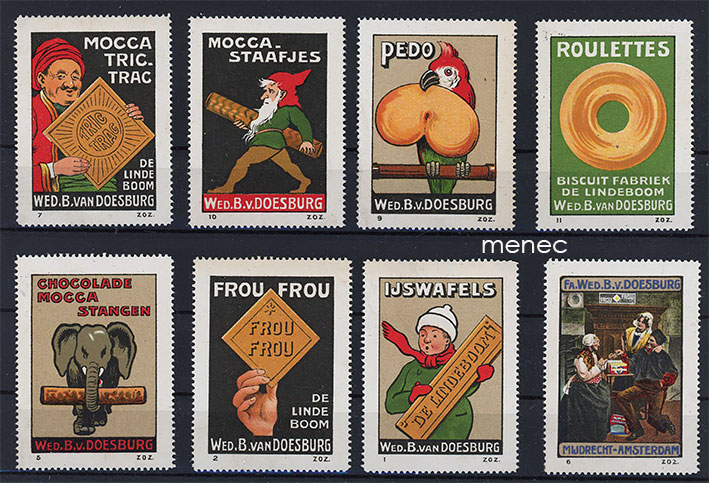 MOCCA
TRIC-
TRAC
TRIC
TRAC
DE
LINDE
BOOM
WED. B. VAN DOESBURG
7 Z.O.Z.
MOCCA-
STAAFJES
WED. B. V. DOESBURG
10 Z.O.Z.
PEDO
WED. B. V. DOESBURG
9 Z.O.Z.
ROULETTES
BISCUIT FABRIEK
DE LINDEBOOM
WED. B. V. DOESBURG
11 Z.O.Z.
menec
CHOCOLADE
MOCCA
STANGEN
WED. B. V. DOESBURG
5 Z.O.Z.
FROU FROU
FROU
FROU
DE
LINDE
BOOM
WED. B. VAN DOESBURG
2 Z.O.Z.
IJSWAFELS
DE LINDEBOOM
WED. B. VAN DOESBURG
1 Z.O.Z.
FA. WED. B. V. DOESBURG
MIJDRECHT-AMSTERDAM
6 Z.O.Z.